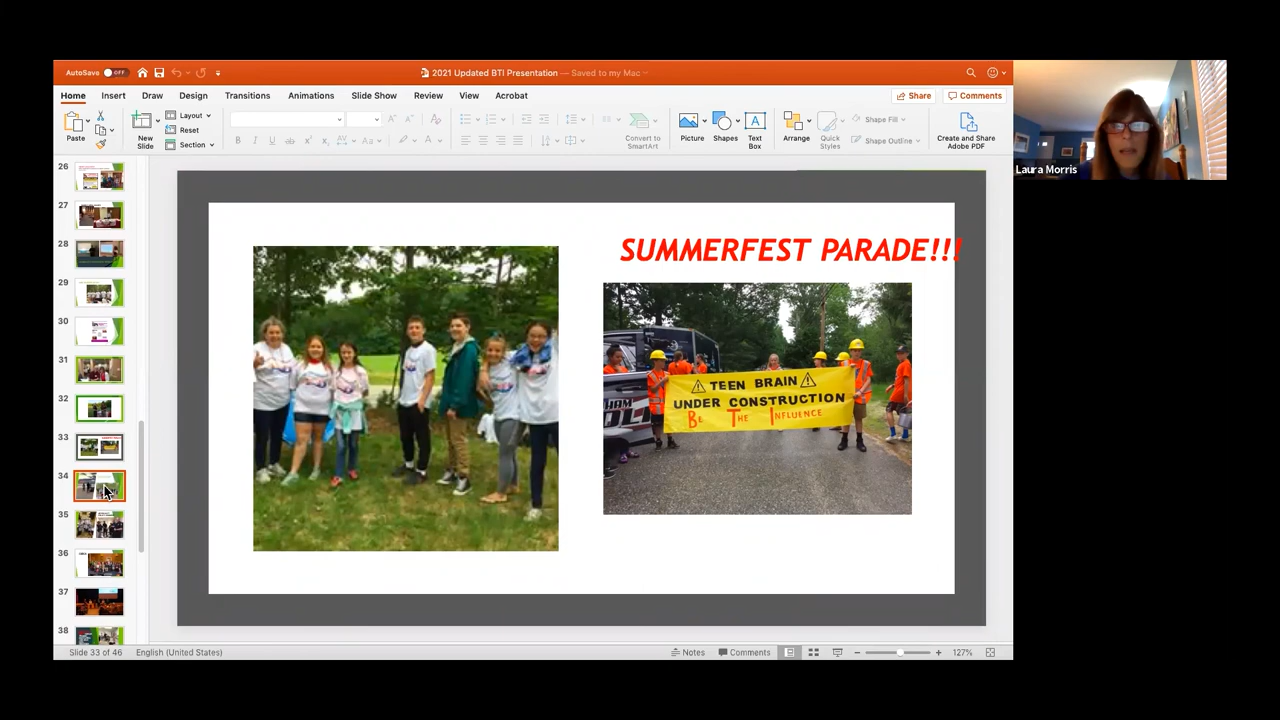 AutoSave OFF
2021 Updated BTI Presentation — Saved to my Mac
Home Insert Draw Design Transitions Animations Slide Show Review View Acrobat
Share Comments
Paste
New Slide
Layout
Reset
Section
B I U ab
Aa
A
Convert to SmartArt
Picture
Shapes
Text Box
Arrange
Quick Styles
Shape Fill
Shape Outline
Create and Share Adobe PDF
Laura Morris
26
27
28
29
30
31
32
33
34
35
36
37
38
SUMMERFEST PARADE!!!
TEEN BRAIN
UNDER CONSTRUCTION
Be The Influence
Slide 33 of 46 English (United States)
Notes Comments 127%